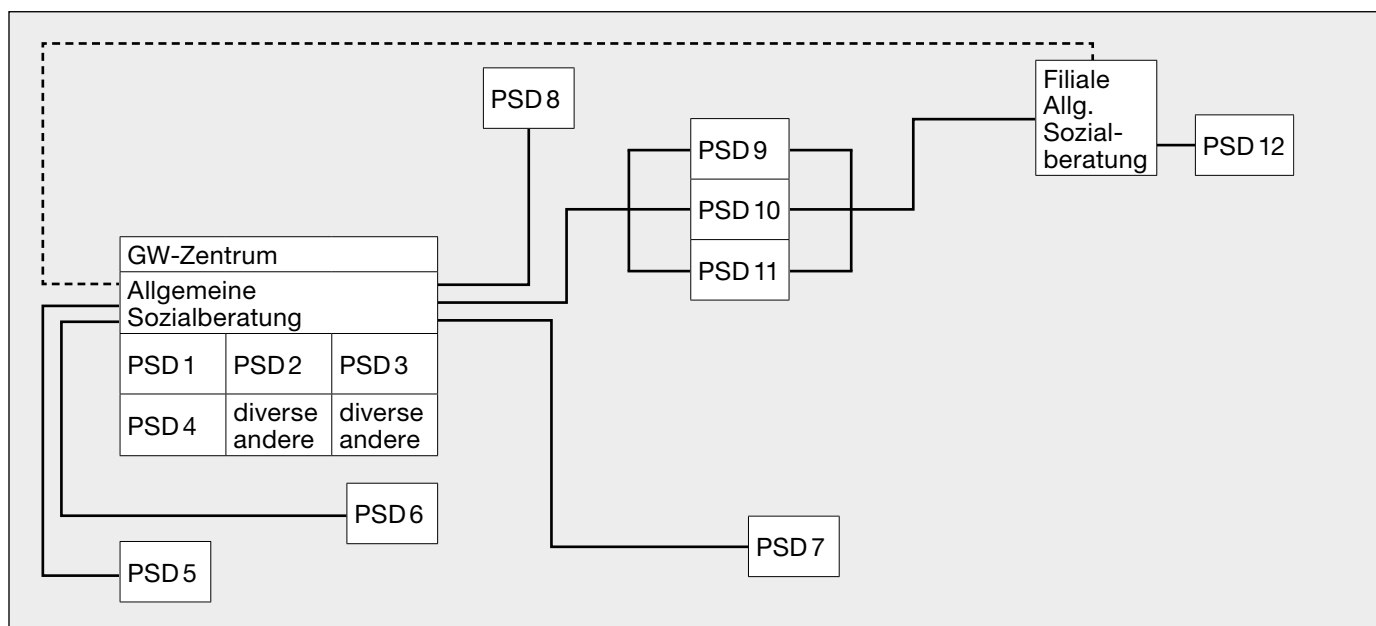 PSD 8
Filiale
Allg.
Sozial-
beratung
PSD 12
PSD 9
PSD 10
PSD 11
GW-Zentrum
Allgemeine
Sozialberatung
PSD 1
PSD 2
PSD 3
PSD 4
diverse
andere
diverse
andere
PSD 6
PSD 7
PSD 5